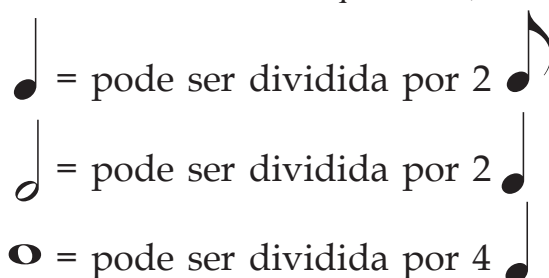 = pode ser dividida por 2
= pode ser dividida por 2
= pode ser dividida por 4